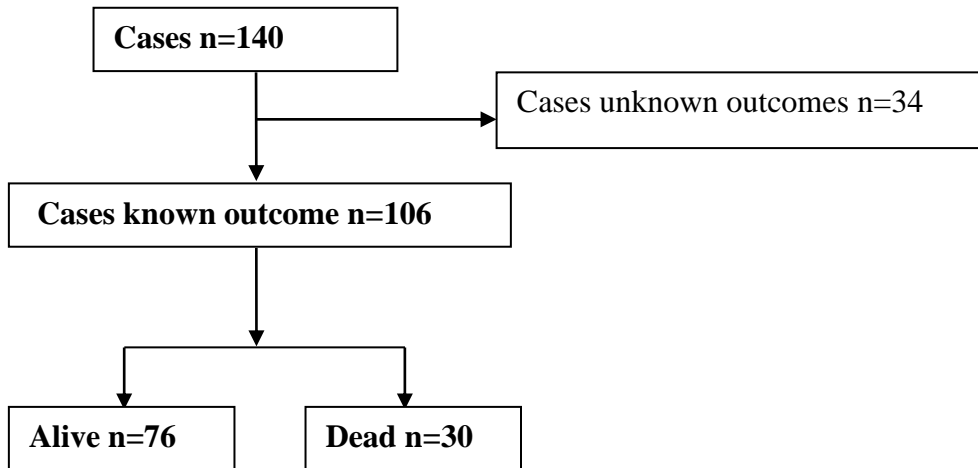 Cases n=140
Cases unknown outcomes n=34
Cases known outcome n=106
Alive n=76
Dead n=30